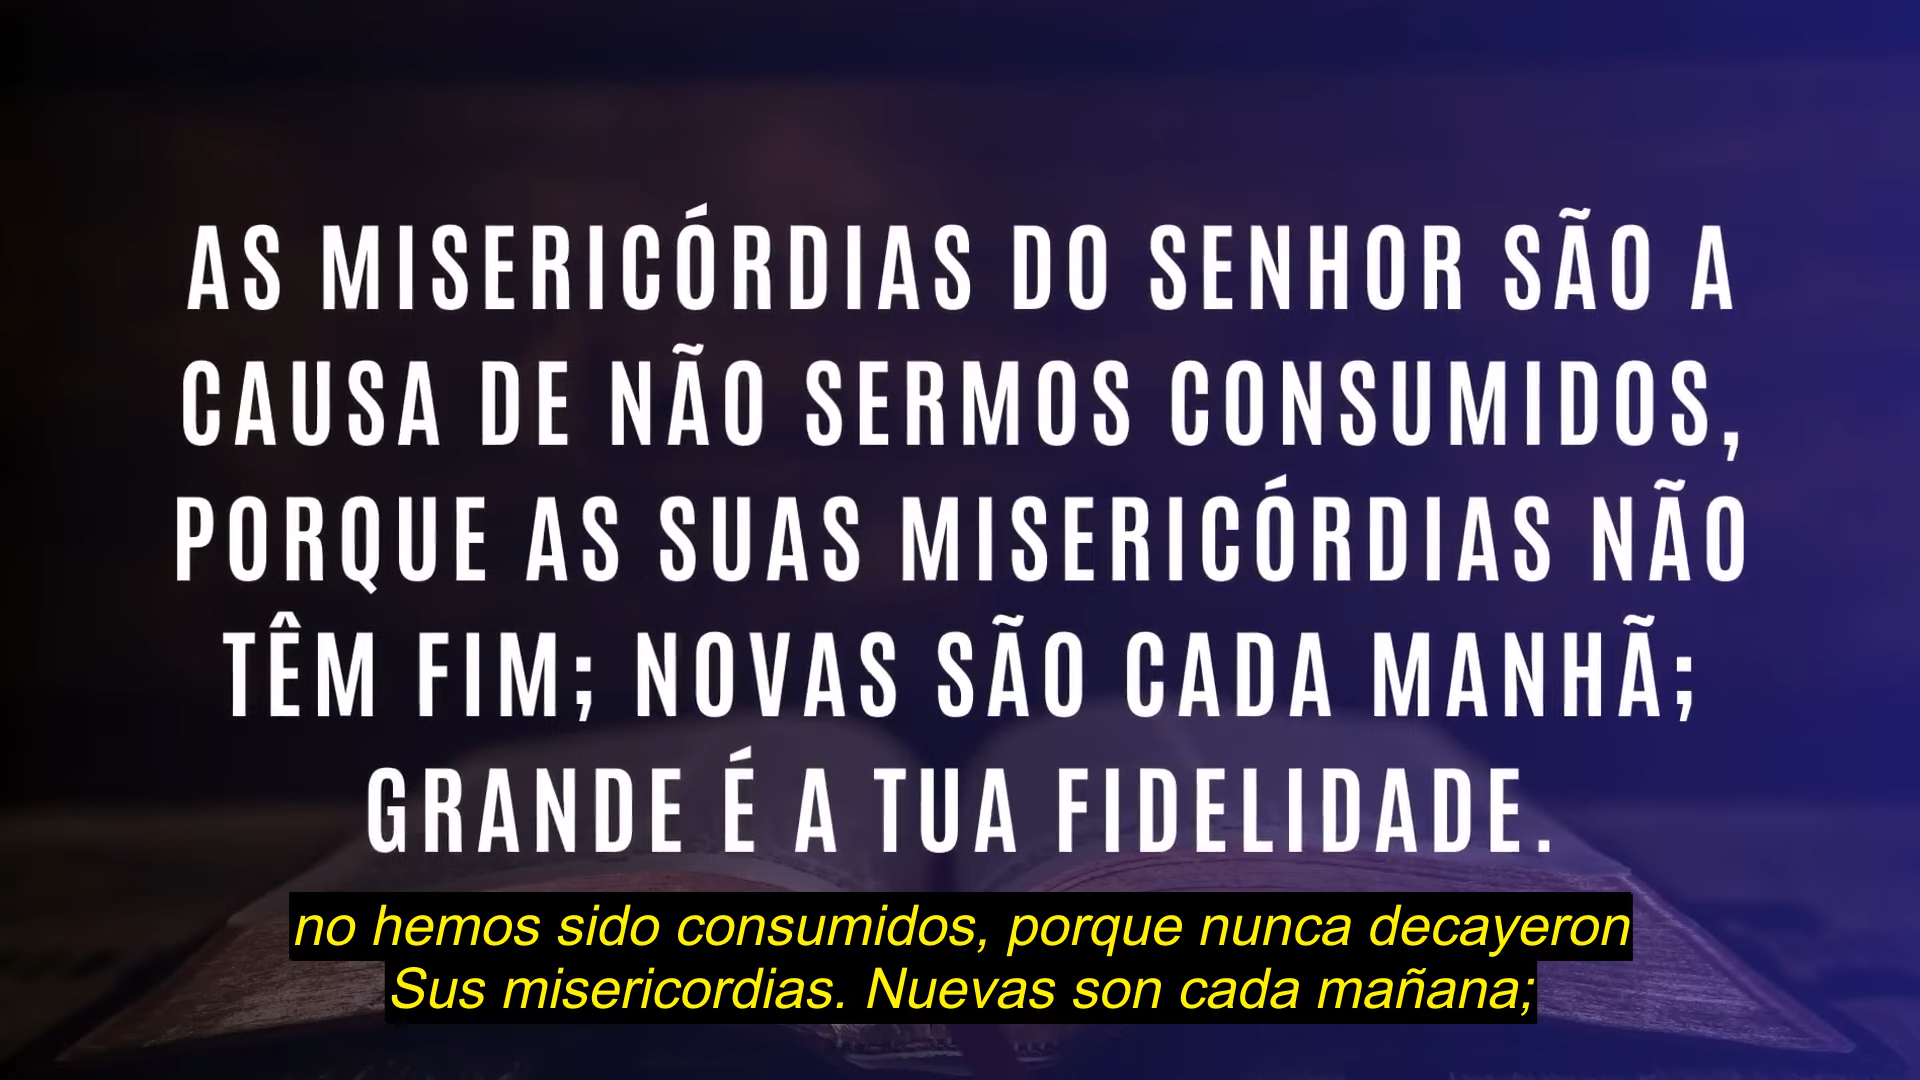 AS MISERICÓRDIAS DO SENHOR SÃO A
CAUSA DE NÃO SERMOS CONSUMIDOS,
PORQUE AS SUAS MISERICÓRDIAS NÃO
TÊM FIM; NOVAS SÃO CADA MANHÃ;
GRANDE É A TUA FIDELIDADE.
no hemos sido consumidos, porque nunca decayeron
Sus misericordias. Nuevas son cada mañana;